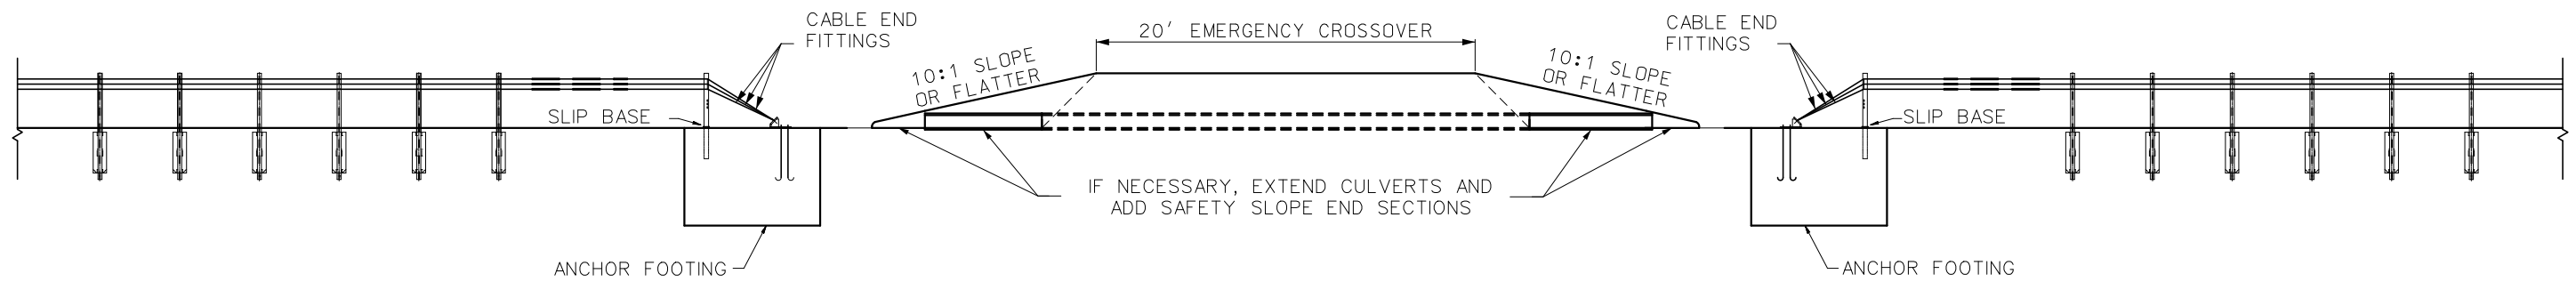 CABLE END
FITTINGS
20' EMERGENCY CROSSOVER
CABLE END
FITTINGS
10:1 SLOPE
OR FLATTER
10:1 SLOPE
OR FLATTER
SLIP BASE
SLIP BASE
IF NECESSARY, EXTEND CULVERTS AND
ADD SAFETY SLOPE END SECTIONS
ANCHOR FOOTING
ANCHOR FOOTING